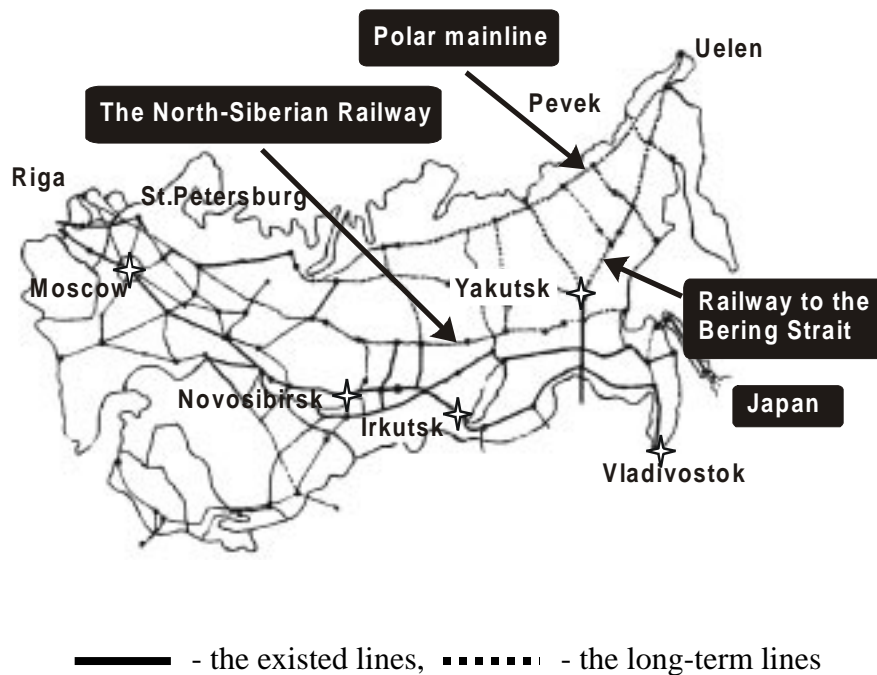 Polar mainline
Uelen
Pevek
The North-Siberian Railway
Riga
St.Petersburg
Moscow
Yakutsk
Railway to the
Bering Strait
Novosibirsk
Irkutsk
Japan
Vladivostok
- the existed lines, - the long-term lines